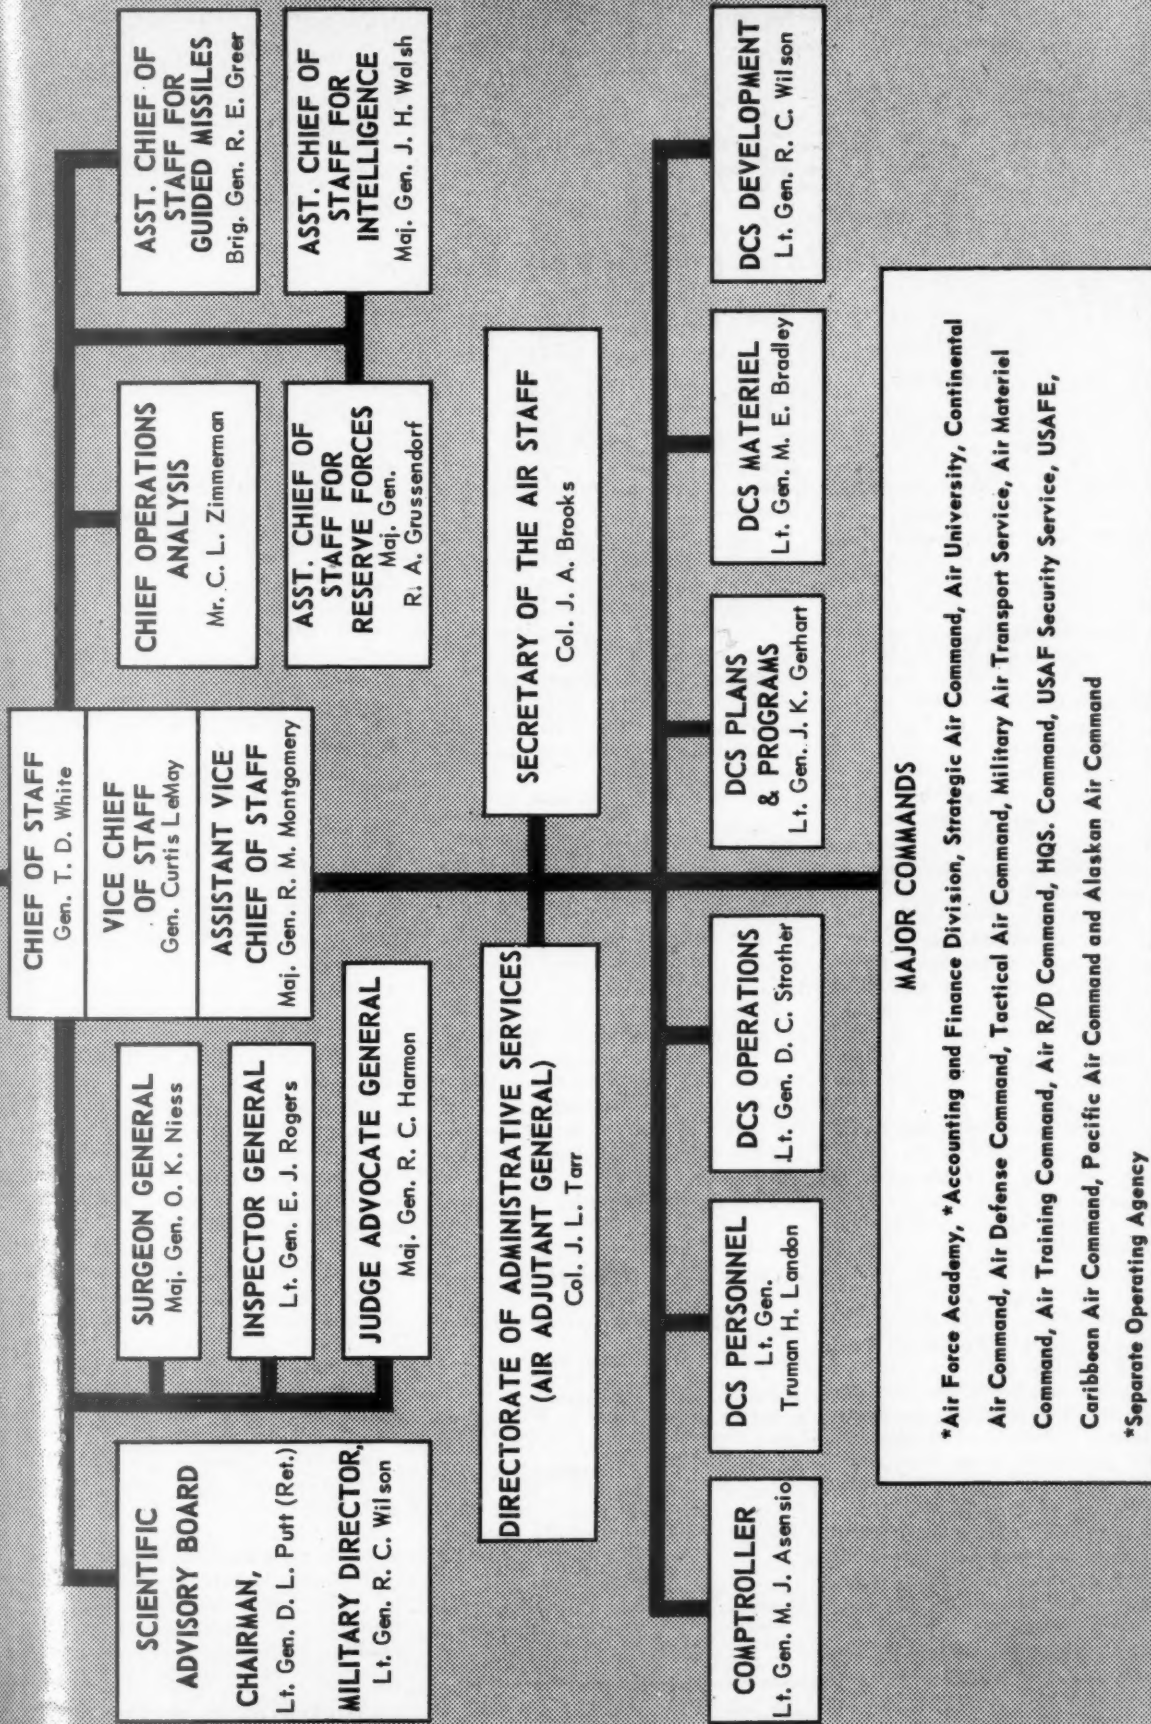 CHIEF OF STAFF
Gen. T. D. White
VICE CHIEF
OF STAFF
Gen. Curtis LeMay
ASSISTANT VICE
CHIEF OF STAFF
Maj. Gen. R. M. Montgomery
SCIENTIFIC
ADVISORY BOARD
CHAIRMAN,
Lt. Gen. D. L. Putt (Ret.)
MILITARY DIRECTOR,
Lt. Gen. R. C. Wilson
SURGEON GENERAL
Maj. Gen. O. K. Niess
INSPECTOR GENERAL
Lt. Gen. E. J. Rogers
JUDGE ADVOCATE GENERAL
Maj. Gen. R. C. Harmon
CHIEF OPERATIONS
ANALYSIS
Mr. C. L. Zimmerman
ASST. CHIEF OF
STAFF FOR
RESERVE FORCES
Maj. Gen.
R. A. Grussendorf
ASST. CHIEF OF
STAFF FOR
GUIDED MISSILES
Brig. Gen. R. E. Greer
ASST. CHIEF OF
STAFF FOR
INTELLIGENCE
Maj. Gen. J. H. Walsh
DIRECTORATE OF ADMINISTRATIVE SERVICES
(AIR ADJUTANT GENERAL)
Col. J. L. Tarr
SECRETARY OF THE AIR STAFF
Col. J. A. Brooks
COMPTROLLER
Lt. Gen. M. J. Asensio
DCS PERSONNEL
Lt. Gen.
Truman H. Landon
DCS OPERATIONS
Lt. Gen. D. C. Strother
DCS PLANS
& PROGRAMS
Lt. Gen. J. K. Gerhart
DCS MATERIEL
Lt. Gen. M. E. Bradley
DCS DEVELOPMENT
Lt. Gen. R. C. Wilson
MAJOR COMMANDS
*Air Force Academy, *Accounting and Finance Division, Strategic Air Command, Air University, Continental
Air Command, Air Defense Command, Tactical Air Command, Military Air Transport Service, Air Materiel
Command, Air Training Command, Air R/D Command, HQS. Command, USAF Security Service, USAFE,
Caribbean Air Command, Pacific Air Command and Alaskan Air Command
*Separate Operating Agency